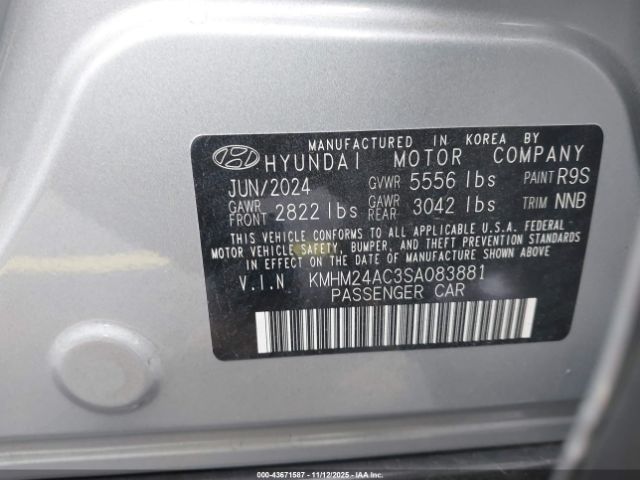 MANUFACTURED IN KOREA BY
HYUNDAI MOTOR COMPANY
JUN/2024 GVWR 5556 lbs PAINT R9S
GAWR FRONT 2822 lbs GAWR REAR 3042 lbs TRIM NNB
THIS VEHICLE CONFORMS TO ALL APPLICABLE U.S.A. FEDERAL
MOTOR VEHICLE SAFETY, BUMPER, AND THEFT PREVENTION STANDARDS
IN EFFECT ON THE DATE OF MANUFACTURE SHOWN ABOVE.
V.I.N KMHM24AC3SA083881
PASSENGER CAR
000-43671587 11/12/2025 IAAI.COM